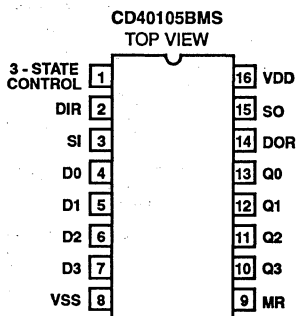 CD40105BMS
TOP VIEW
3 - STATE
CONTROL 1 16 VDD
DIR 2 15 SO
SI 3 14 DOR
D0 4 13 Q0
D1 5 12 Q1
D2 6 11 Q2
D3 7 10 Q3
VSS 8 9 MR